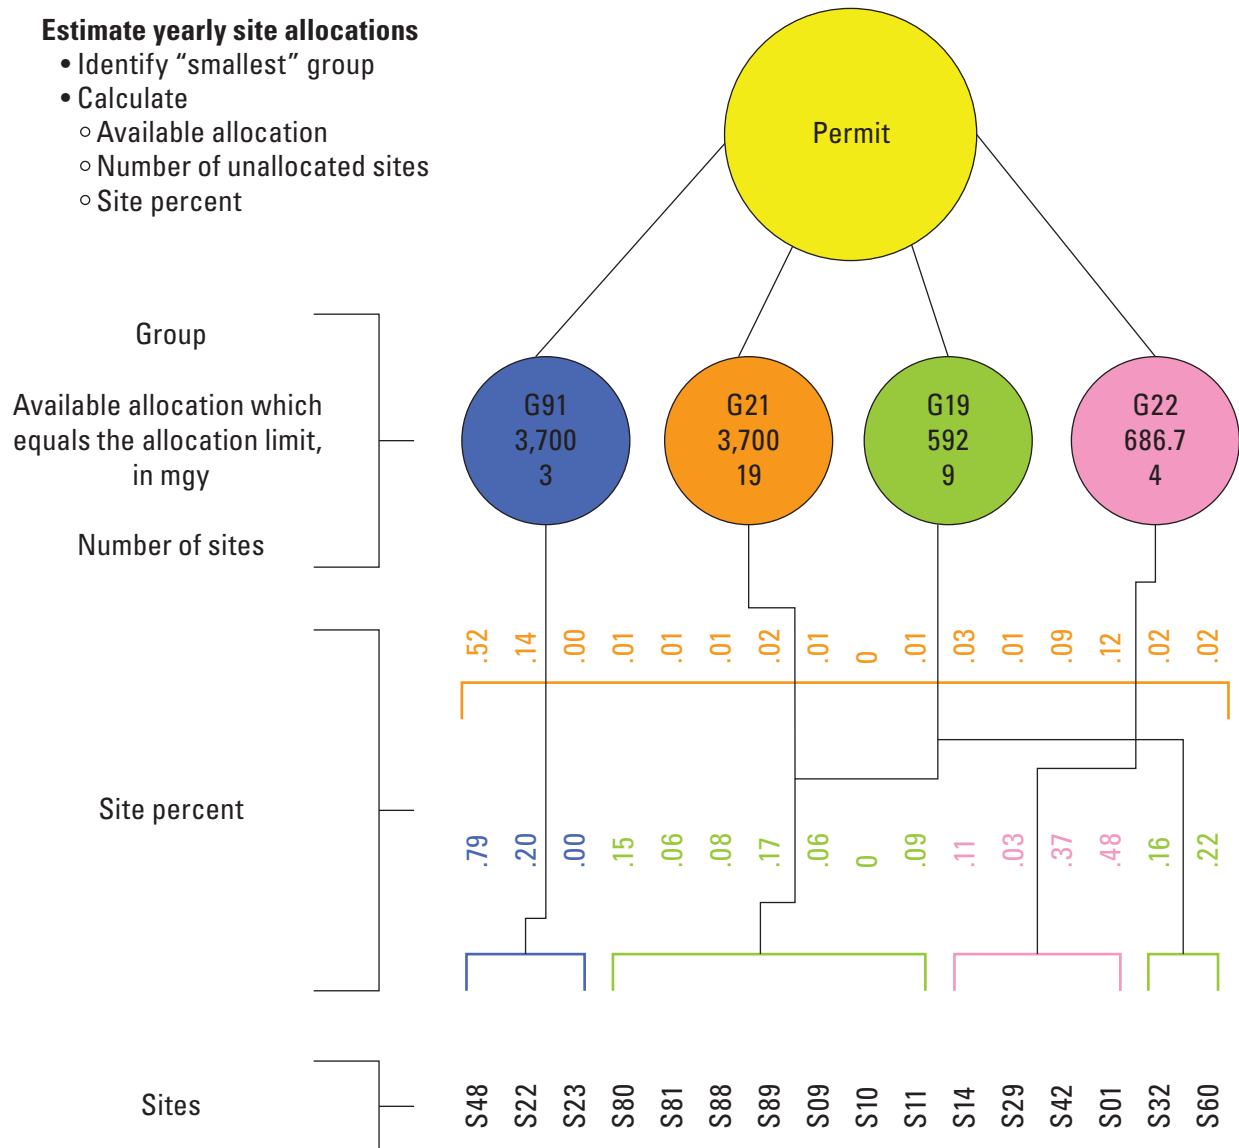 Estimate yearly site allocations
• Identify “smallest” group
• Calculate
○ Available allocation
○ Number of unallocated sites
○ Site percent
Permit
Group
Available allocation which
equals the allocation limit,
in mgy
Number of sites
G91
3,700
3
G21
3,700
19
G19
592
9
G22
686.7
4
Site percent
.52 .14 .00 .01 .01 .01 .02 .01 0 .01 .03 .01 .09 .12 .02 .02
.79 .20 .00 .15 .06 .08 .17 .06 0 .09 .11 .03 .37 .48 .16 .22
Sites
S48 S22 S23 S80 S81 S88 S89 S09 S10 S11 S14 S29 S42 S01 S32 S60